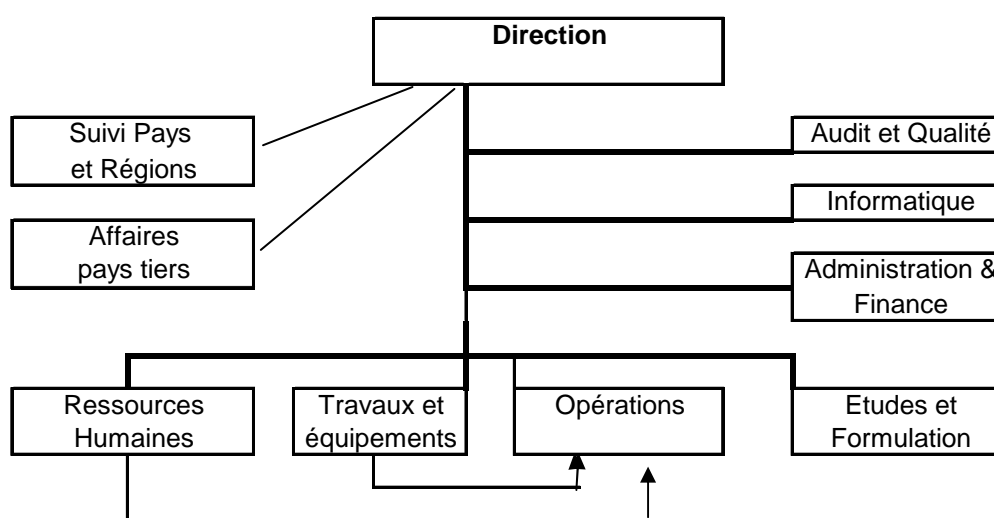 Direction
Suivi Pays
et Régions
Audit et Qualité
Informatique
Affaires
pays tiers
Administration &
Finance
Ressources
Humaines
Travaux et
équipements
Opérations
Etudes et
Formulation